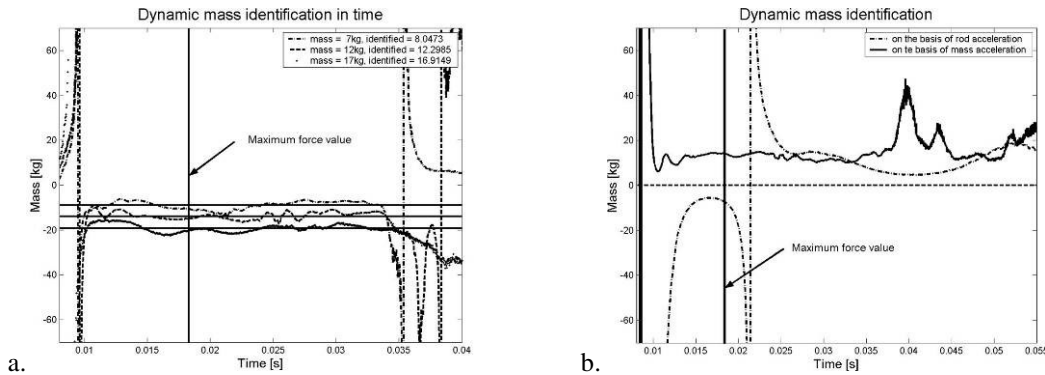 Dynamic mass identification in time
mass = 7kg, identified = 8.0473
mass = 12kg, identified = 12.2985
mass = 17kg, identified = 16.9149
Maximum force value
Mass [kg]
60
40
20
0
-20
-40
-60
0.01 0.015 0.02 0.025 0.03 0.035 0.04
Time [s]
a.
Dynamic mass identification
on the basis of rod acceleration
on te basis of mass acceleration
Maximum force value
Mass [kg]
60
40
20
0
-20
-40
-60
0.01 0.015 0.02 0.025 0.03 0.035 0.04 0.045 0.05 0.055
Time [s]
b.